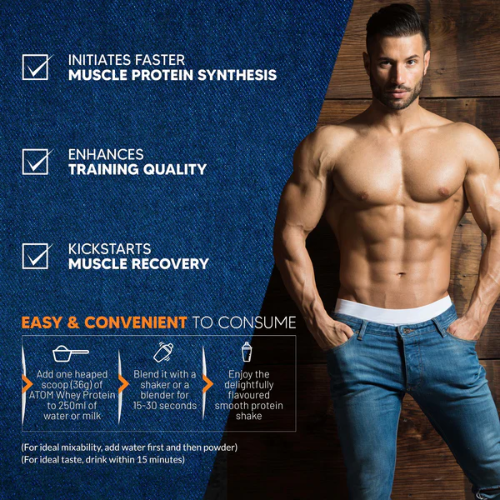 INITIATES FASTER
MUSCLE PROTEIN SYNTHESIS
ENHANCES
TRAINING QUALITY
KICKSTARTS
MUSCLE RECOVERY
EASY & CONVENIENT TO CONSUME
Add one heaped
scoop (36g) of
ATOM Whey Protein
to 250ml of
water or milk
Blend it with a
shaker or a
blender for
15-30 seconds
Enjoy the
delightfully
flavoured
smooth protein
shake
(For ideal mixability, add water first and then powder)
(For ideal taste, drink within 15 minutes)